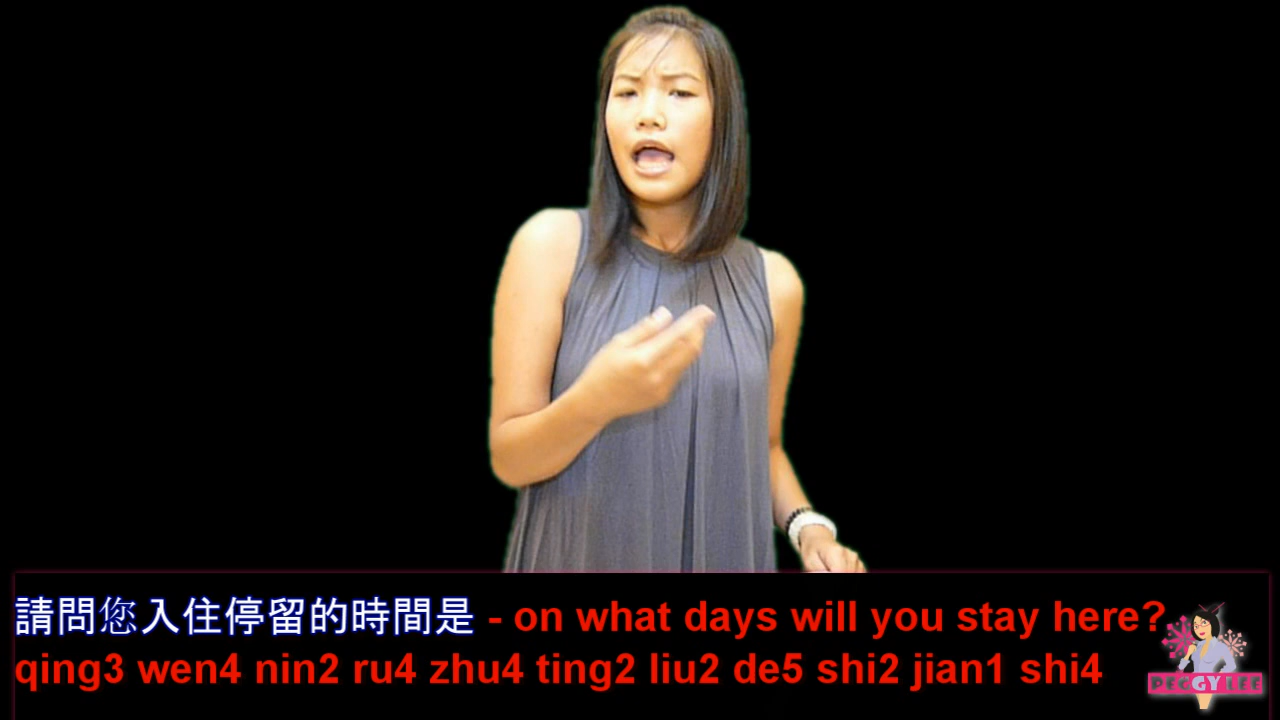 請問您入住停留的時間是 - on what days will you stay here?
qing3 wen4 nin2 ru4 zhu4 ting2 liu2 de5 shi2 jian1 shi4
PEGGY LEE